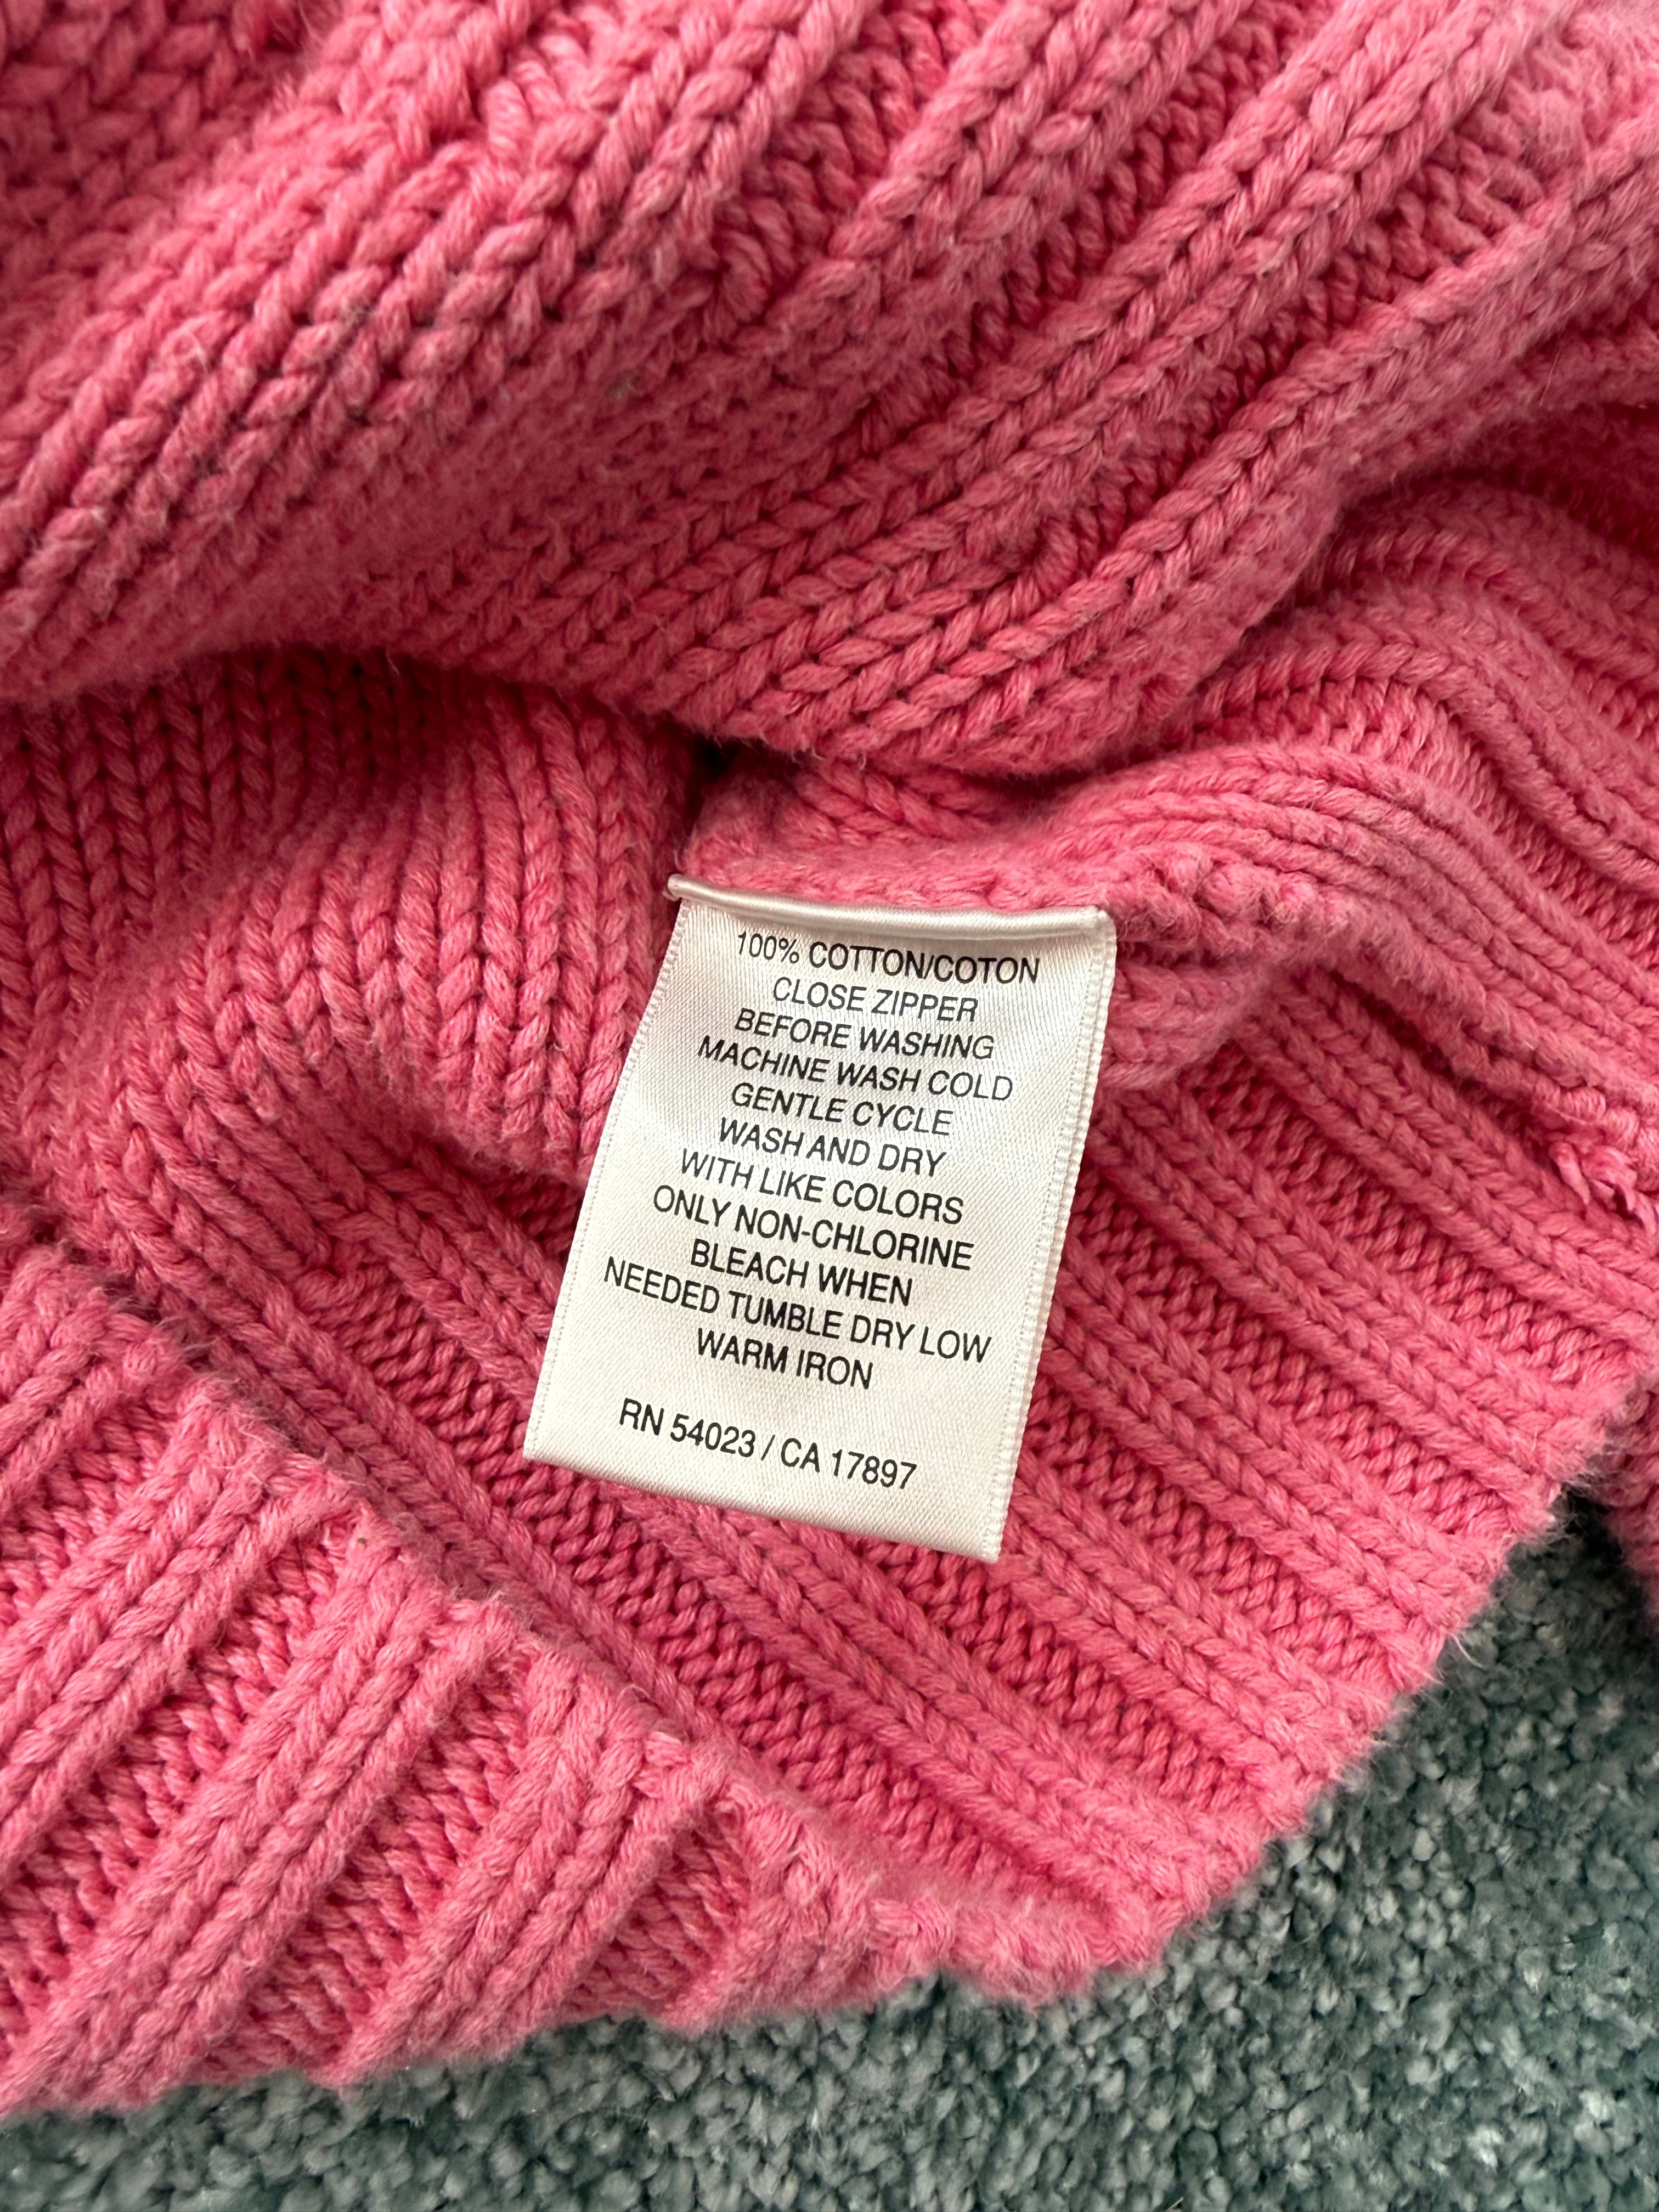 100% COTTON/COTON
CLOSE ZIPPER
BEFORE WASHING
MACHINE WASH COLD
GENTLE CYCLE
WASH AND DRY
WITH LIKE COLORS
ONLY NON-CHLORINE
BLEACH WHEN
NEEDED TUMBLE DRY LOW
WARM IRON
RN 54023 / CA 17897